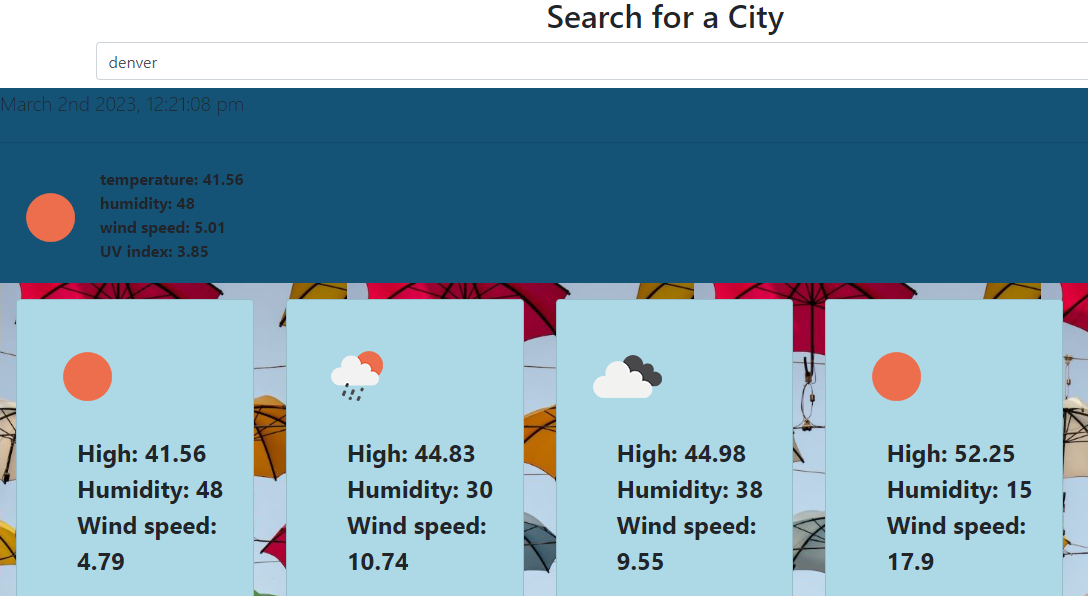 Search for a City
denver
March 2nd 2023, 12:21:08 pm
temperature: 41.56
humidity: 48
wind speed: 5.01
UV index: 3.85
High: 41.56
Humidity: 48
Wind speed:
4.79
High: 44.83
Humidity: 30
Wind speed:
10.74
High: 44.98
Humidity: 38
Wind speed:
9.55
High: 52.25
Humidity: 15
Wind speed:
17.9